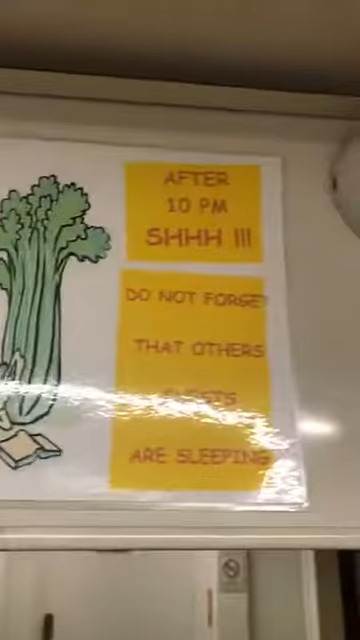 AFTER
10 PM
SHHH !!!
DO NOT FORGET
THAT OTHERS
GUESTS
ARE SLEEPING